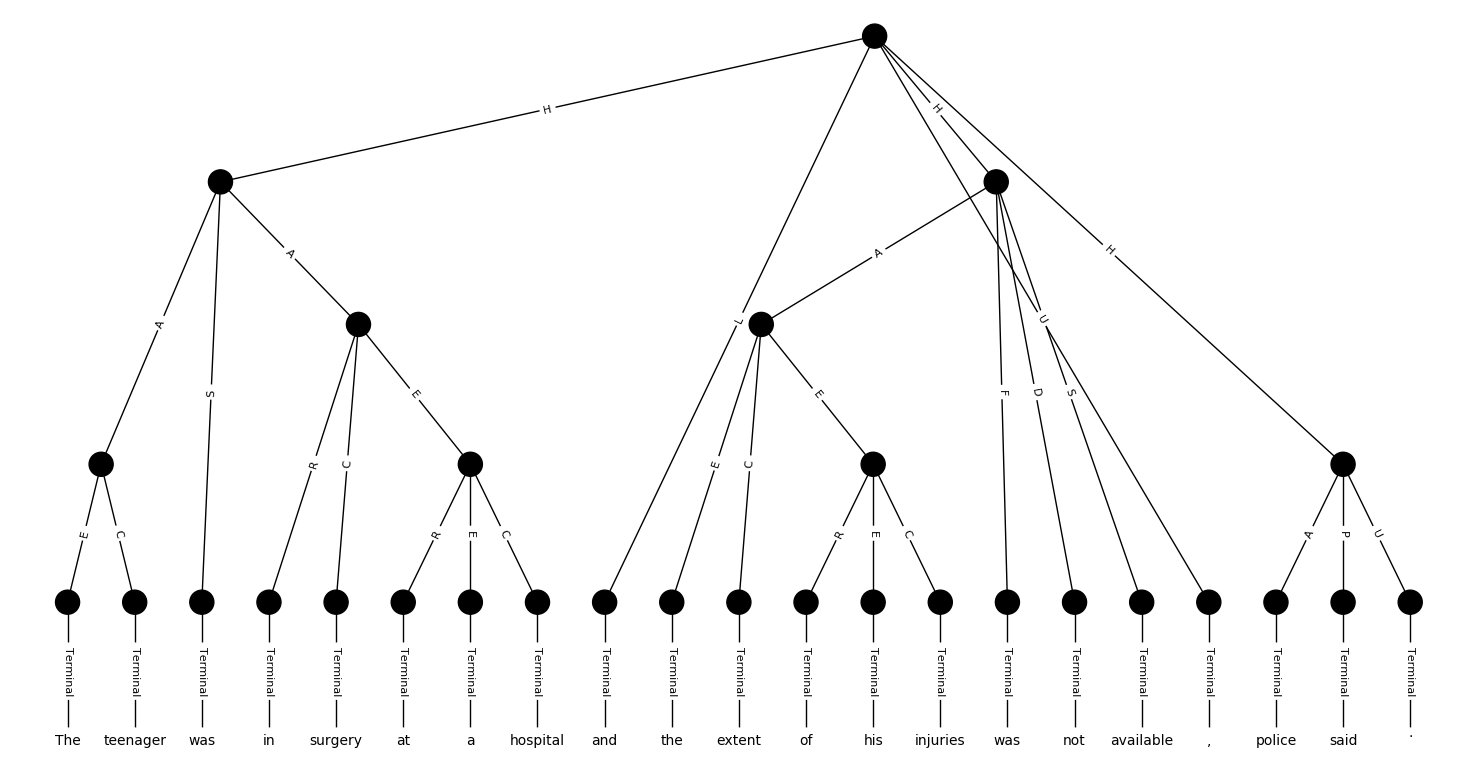 H
H
A
A
A
H
A
L
U
S
E
E
F
D
S
R
C
E
C
E
C
R
E
C
R
E
C
A
P
U
Terminal Terminal Terminal Terminal Terminal Terminal Terminal Terminal Terminal Terminal Terminal Terminal Terminal Terminal Terminal Terminal Terminal Terminal Terminal Terminal Terminal
The teenager was in surgery at a hospital and the extent of his injuries was not available , police said .